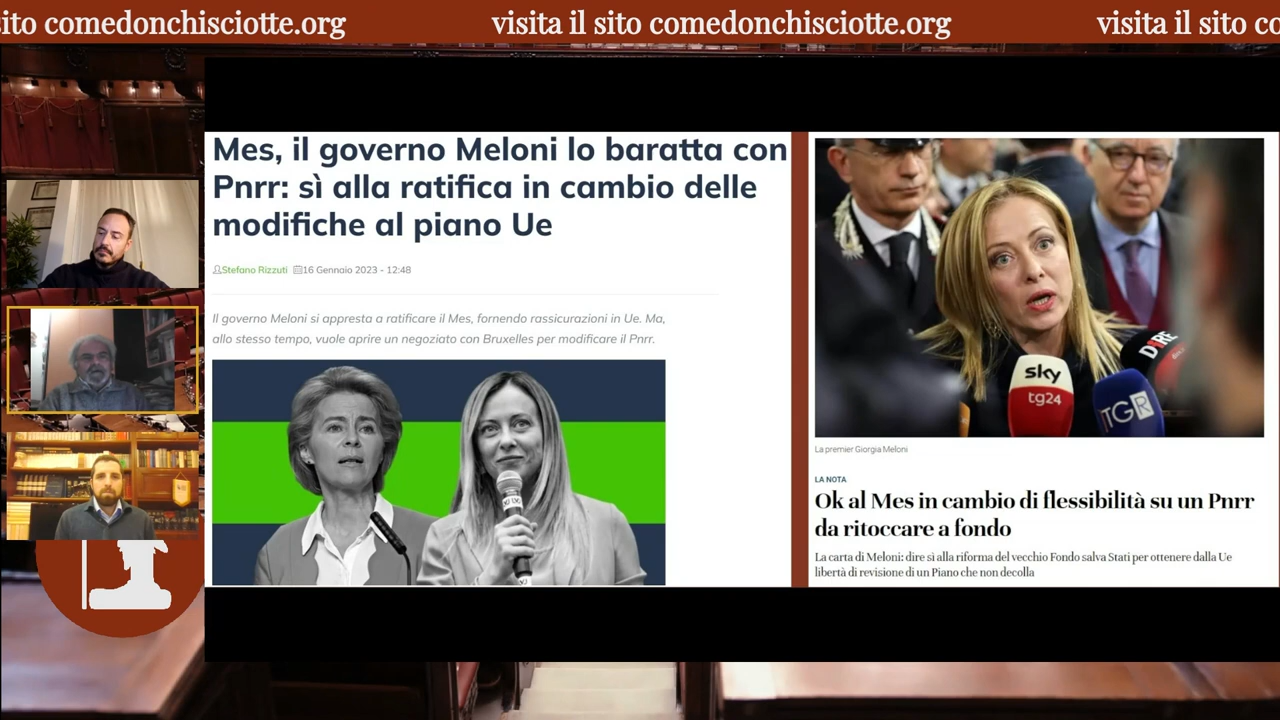 sito comedonchisciotte.org
visita il sito comedonchisciotte.org
visita il sito co
Mes, il governo Meloni lo baratta con
Pnrr: sì alla ratifica in cambio delle
modifiche al piano Ue
Stefano Rizzuti 16 Gennaio 2023 - 12:48
Il governo Meloni si appresta a ratificare il Mes, fornendo rassicurazioni in Ue. Ma,
allo stesso tempo, vuole aprire un negoziato con Bruxelles per modificare il Pnrr.
sky
tg24
TGR
DIRE
La premier Giorgia Meloni
LA NOTA
Ok al Mes in cambio di flessibilità su un Pnrr
da ritoccare a fondo
La carta di Meloni: dire sì alla riforma del vecchio Fondo salva Stati per ottenere dalla Ue
libertà di revisione di un Piano che non decolla